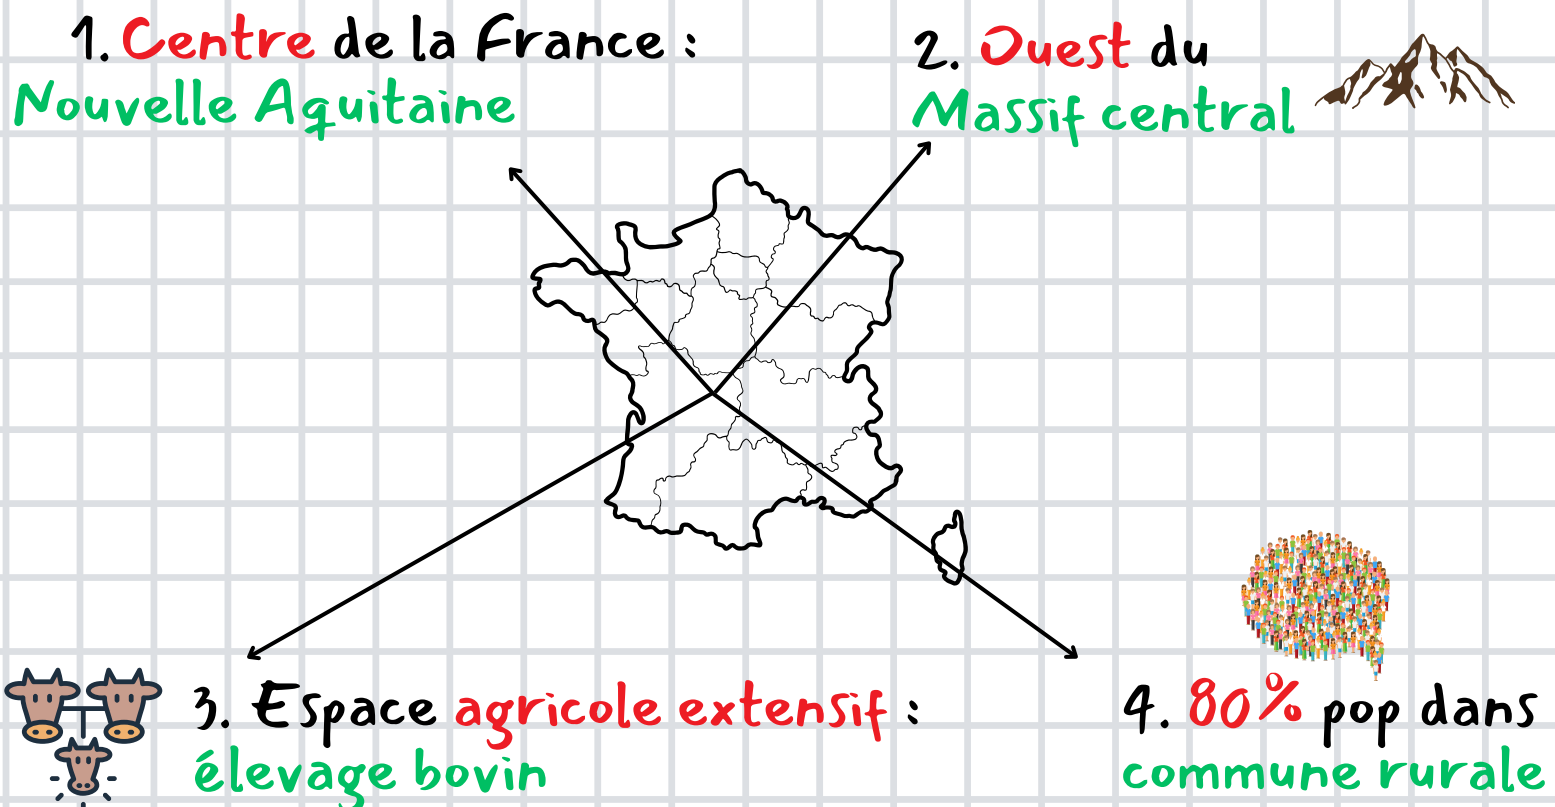 1. Centre de la France :
Nouvelle Aquitaine
2. Ouest du
Massif central
3. Espace agricole extensif :
élevage bovin
4. 80% pop dans
commune rurale